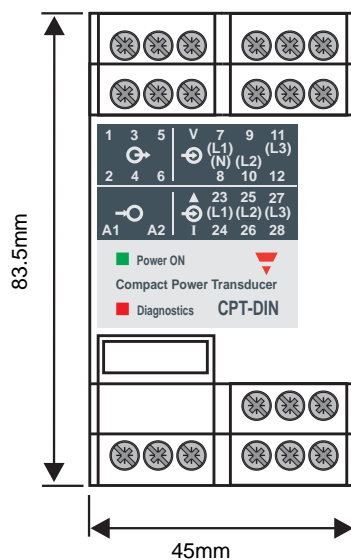 1 3 5 V 7 9 11
(L1) (L3)
(N) (L2)
2 4 6 8 10 12
23 25 27
(L1) (L2) (L3)
A1 A2 I 24 26 28
Power ON
Compact Power Transducer
Diagnostics CPT-DIN
83.5mm
45mm